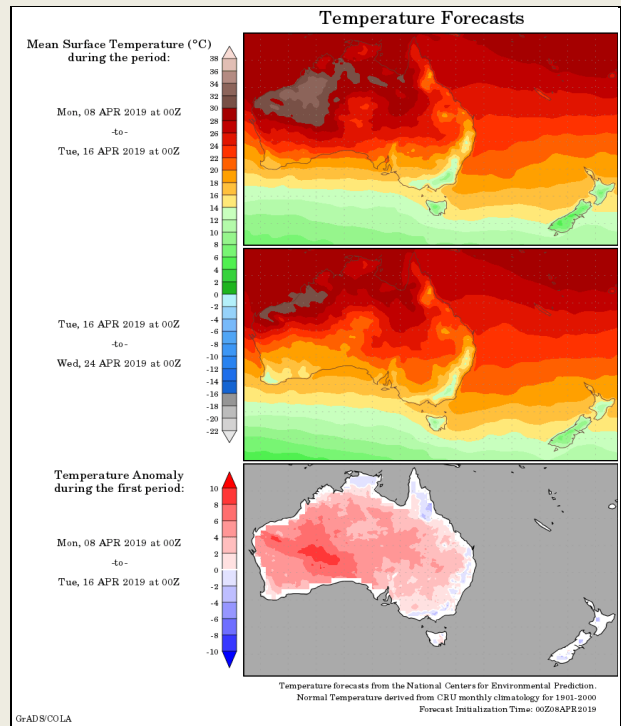 Temperature Forecasts
Mean Surface Temperature (°C)
during the period:
38
36
34
32
30
28
26
24
22
20
18
16
14
12
10
8
6
4
2
0
-2
-4
-6
-8
-10
-12
-14
-16
-17
-18
-20
-22
Mon, 08 APR 2019 at 00Z
-to-
Tue, 16 APR 2019 at 00Z
Tue, 16 APR 2019 at 00Z
-to-
Wed, 24 APR 2019 at 00Z
Temperature Anomaly
during the first period:
10
8
6
4
2
0
-2
-4
-6
-8
-10
Mon, 08 APR 2019 at 00Z
-to-
Tue, 16 APR 2019 at 00Z
Temperature forecasts from the National Centers for Environmental Prediction.
Normal Temperature derived from CRU monthly climatology for 1901-2000
Forecast Initialization Time: 00Z08APR2019
GrADS/COLA